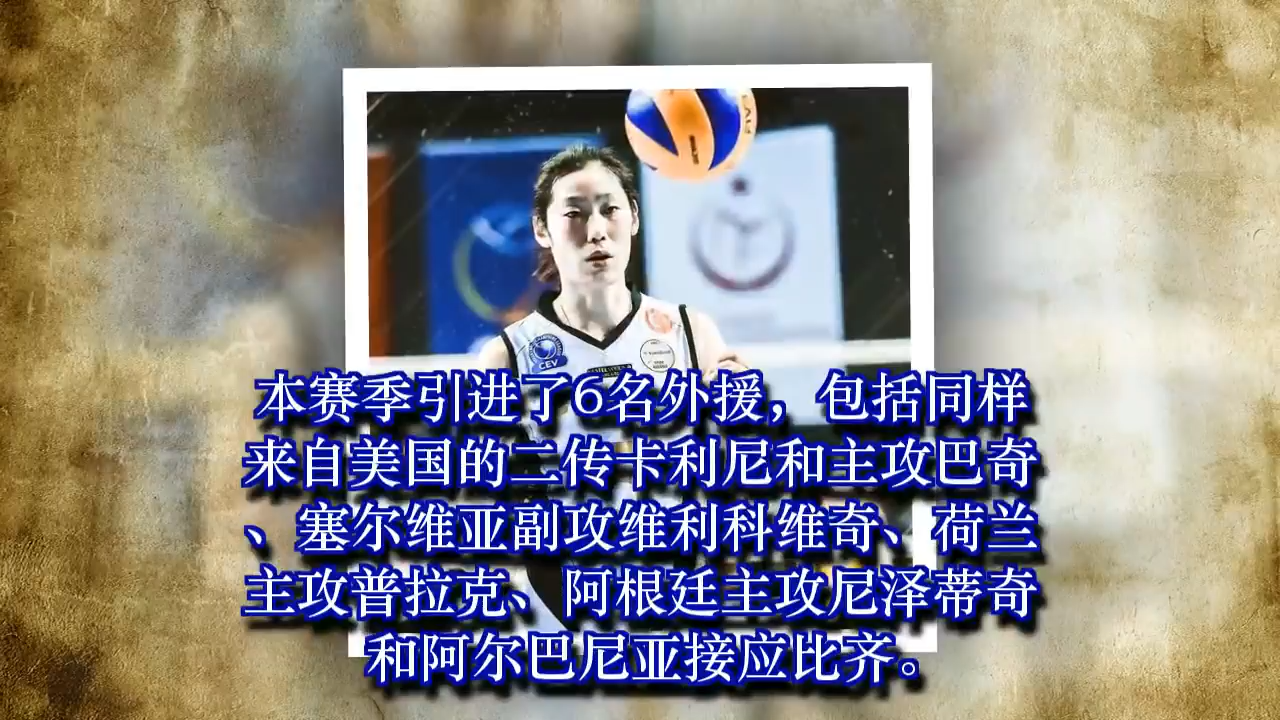 FIV
CEV
本赛季引进了6名外援，包括同样
来自美国的二传卡利尼和主攻巴奇
、塞尔维亚副攻维利科维奇、荷兰
主攻普拉克、阿根廷主攻尼泽蒂奇
和阿尔巴尼亚接应比齐。